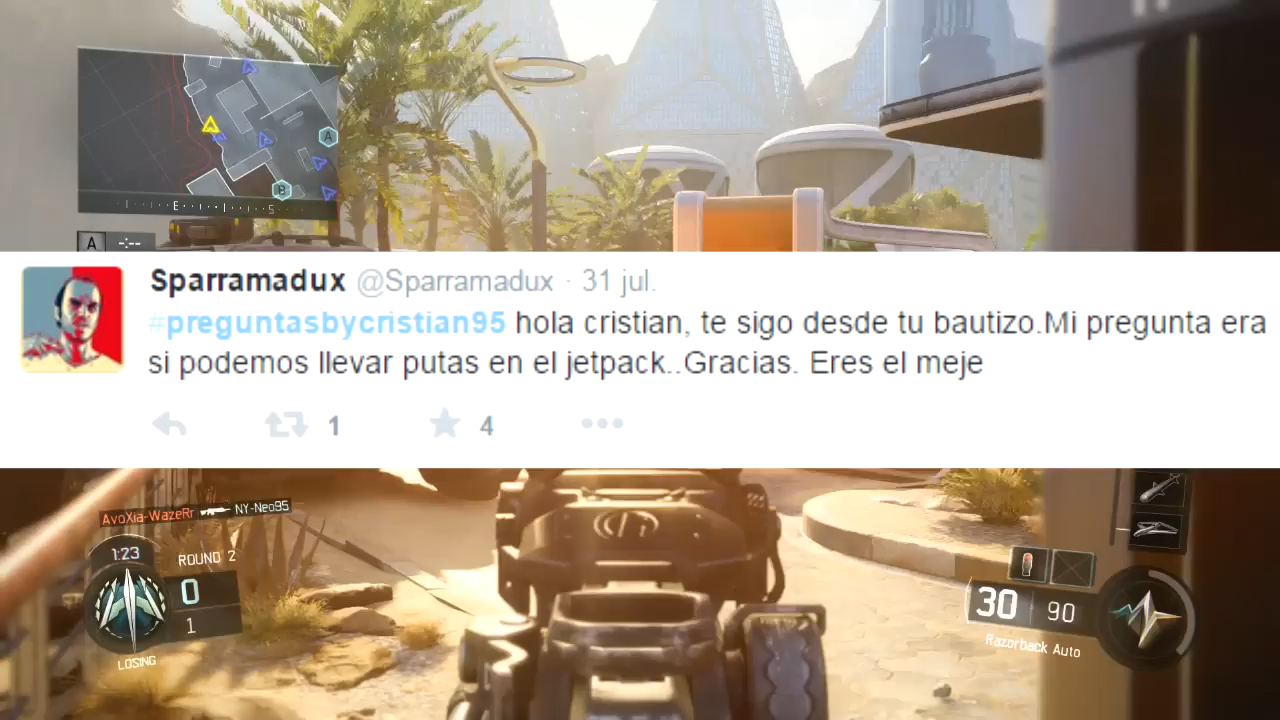 A
B
E
S
A -:--
Sparramadux @Sparramadux · 31 jul.
#preguntasbycristian95 hola cristian, te sigo desde tu bautizo.Mi pregunta era
si podemos llevar putas en el jetpack..Gracias. Eres el meje
1
4
AvoXia-WazeRr NY-Neo95
1:23
ROUND 2
0
1
LOSING
30 90
Razorback Auto